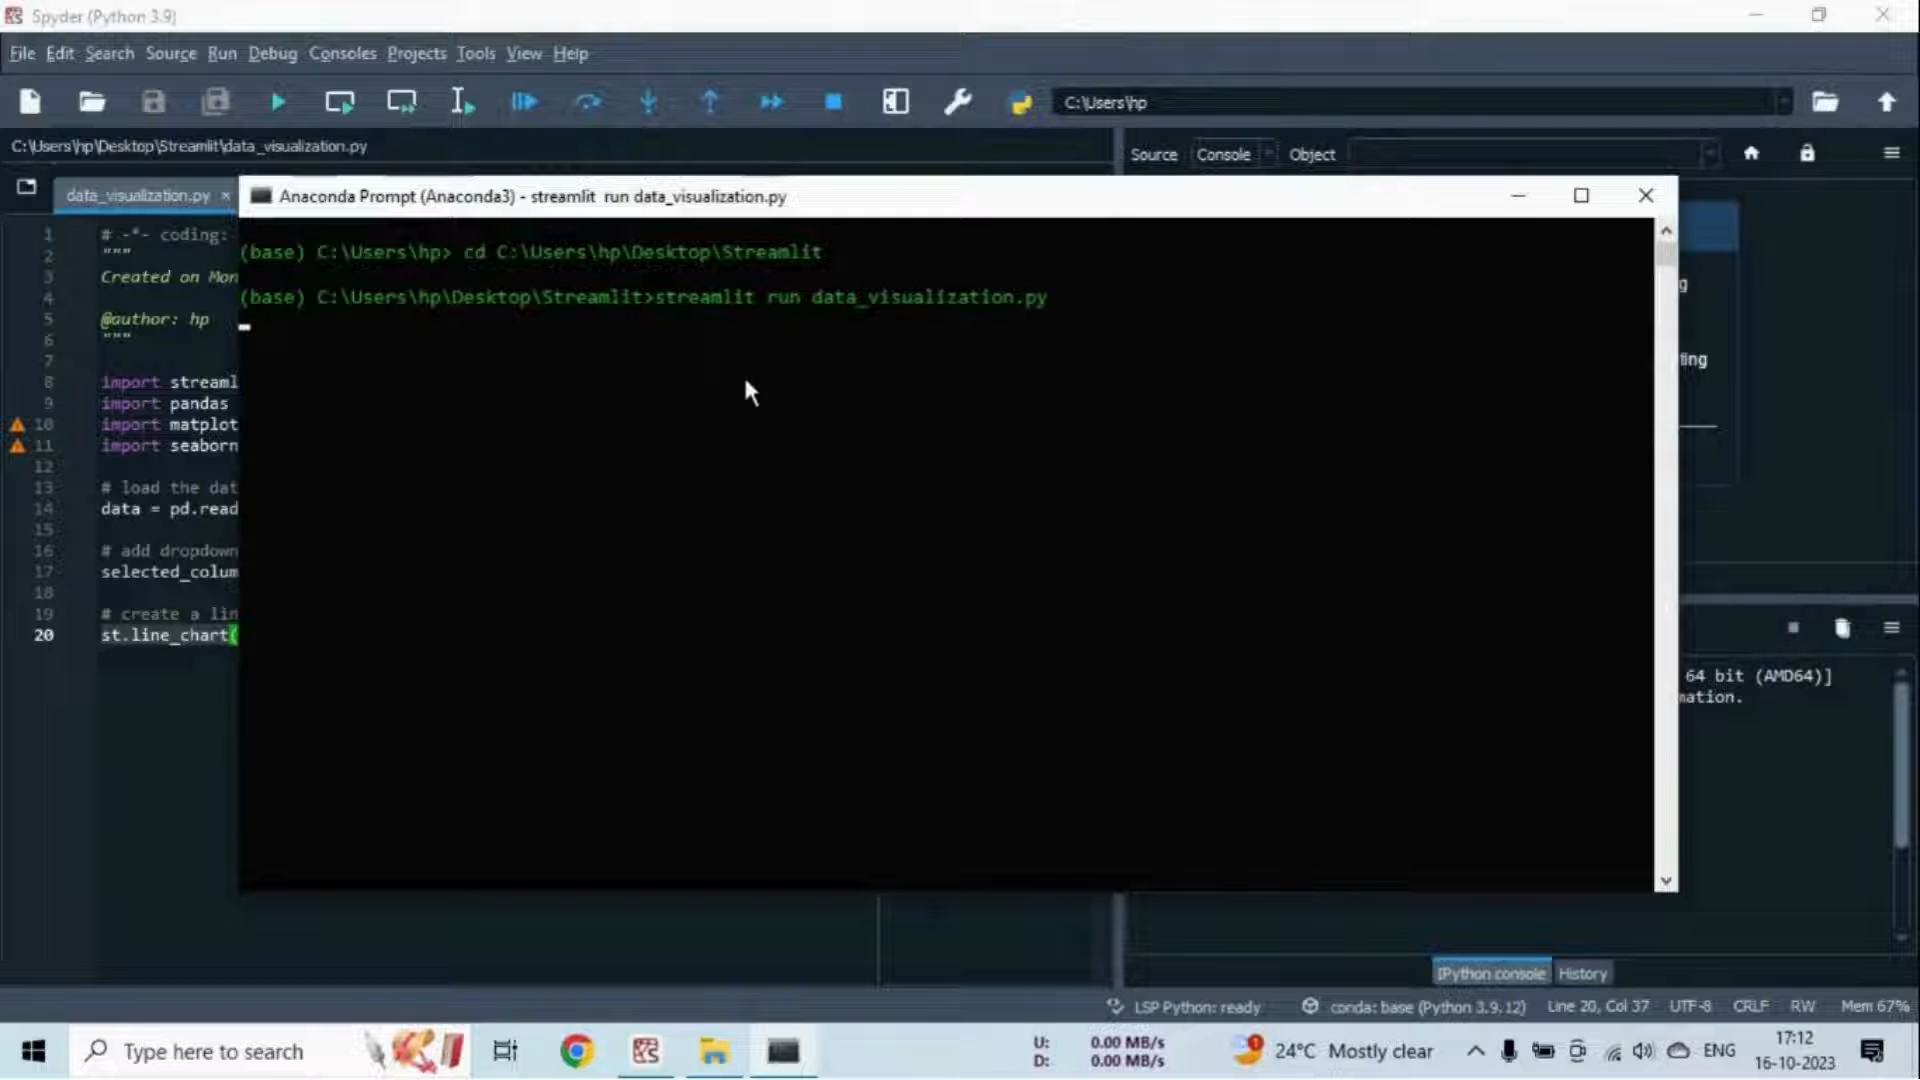 Spyder (Python 3.9)
File Edit Search Source Run Debug Consoles Projects Tools View Help
C:\Users\hp
C:\Users\hp\Desktop\Streamlit\data_visualization.py
Source Console Object
data_visualization.py
Anaconda Prompt (Anaconda3) - streamlit run data_visualization.py
(base) C:\Users\hp> cd C:\Users\hp\Desktop\Streamlit
(base) C:\Users\hp\Desktop\Streamlit>streamlit run data_visualization.py
1 # -*- coding:
2 """
3 Created on Mon
4
5 @author: hp
6 """
7
8 import streaml
9 import pandas
10 import matplot
11 import seaborn
12
13 # load the dat
14 data = pd.read
15
16 # add dropdown
17 selected_colum
18
19 # create a lin
20 st.line_chart(
g
ting
64 bit (AMD64)]
mation.
IPython console History
LSP Python: ready conda: base (Python 3.9.12) Line 20, Col 37 UTF-8 CRLF RW Mem 67%
Type here to search
U: 0.00 MB/s
D: 0.00 MB/s
1
24°C Mostly clear
ENG
17:12
16-10-2023